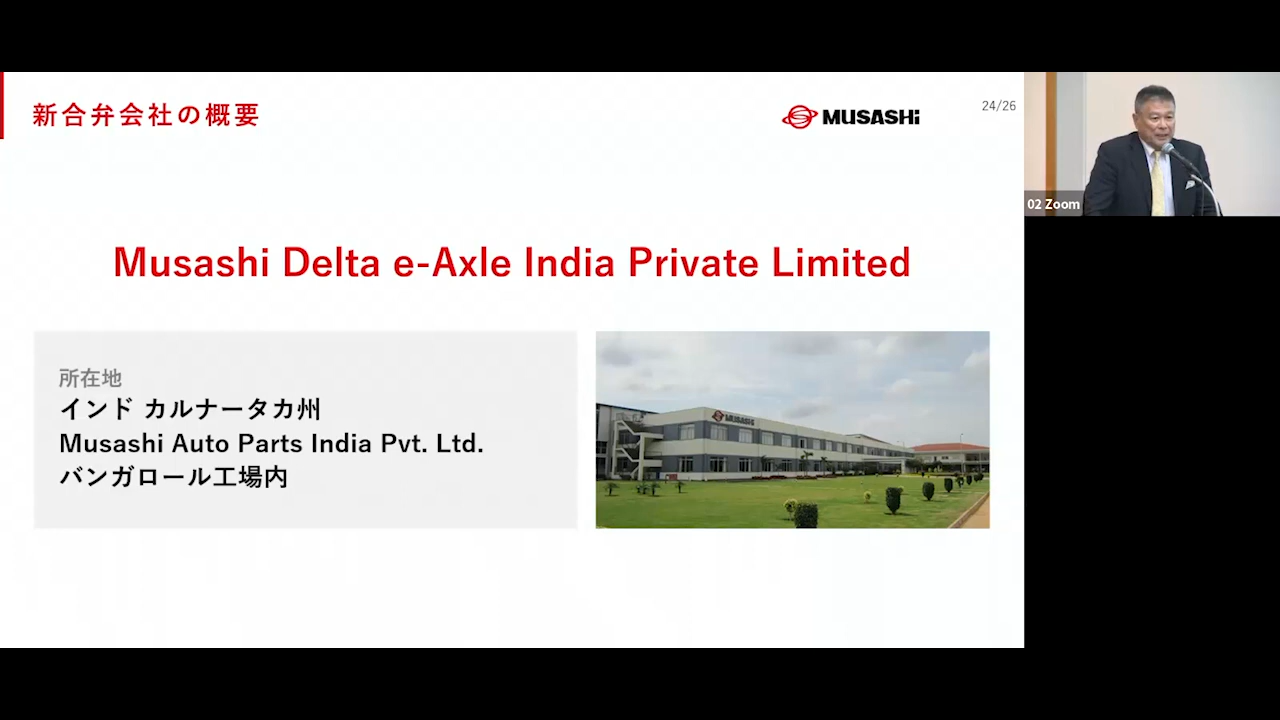 新合弁会社の概要
MUSASHi
24/26
Musashi Delta e-Axle India Private Limited
所在地
インド カルナータカ州
Musashi Auto Parts India Pvt. Ltd.
バンガロール工場内
MUSASHi
02 Zoom